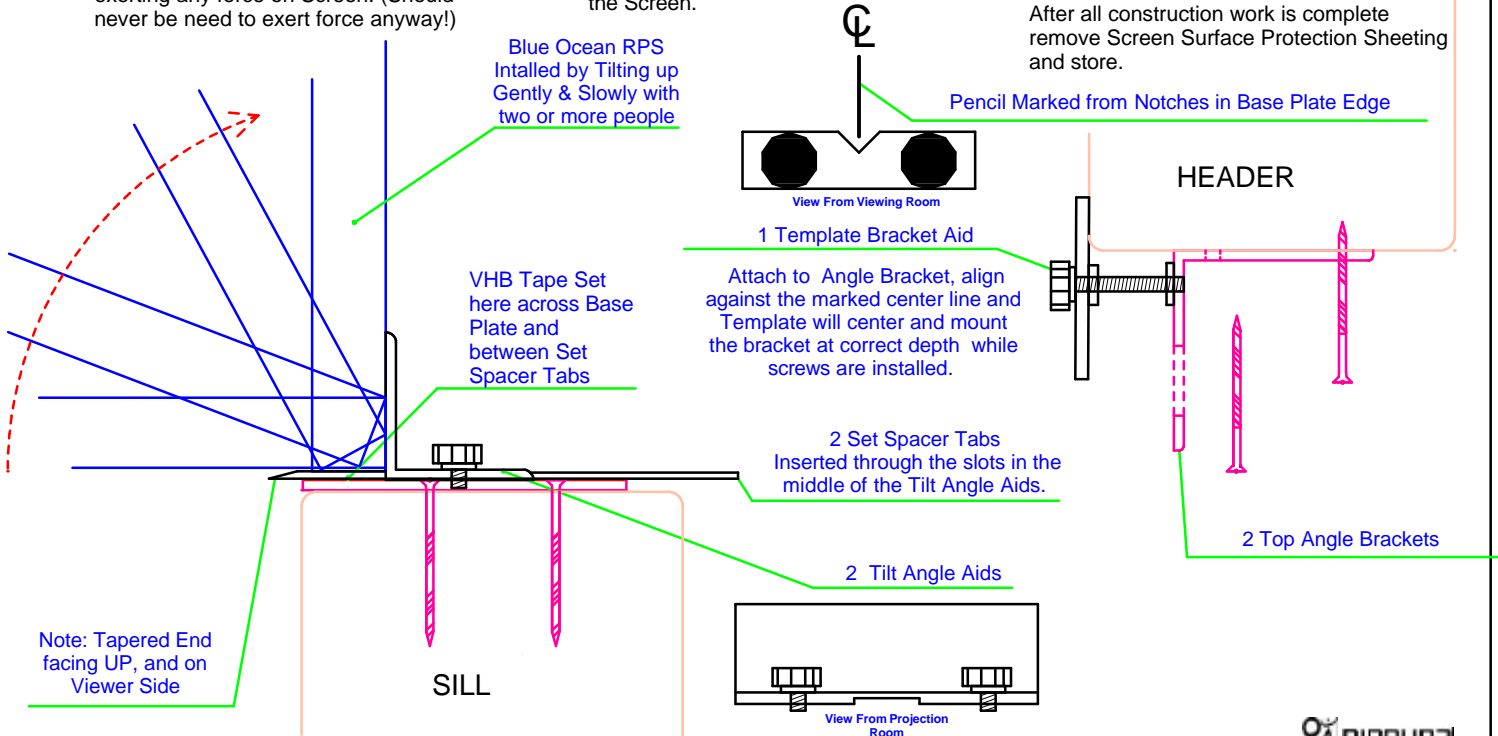 never be need to exert force anyway!)
the Screen.
After all construction work is complete
remove Screen Surface Protection Sheeting
and store.
Blue Ocean RPS
Intalled by Tilting up
Gently & Slowly with
two or more people
CL
Pencil Marked from Notches in Base Plate Edge
View From Viewing Room
HEADER
1 Template Bracket Aid
Attach to Angle Bracket, align
against the marked center line and
Template will center and mount
the bracket at correct depth while
screws are installed.
VHB Tape Set
here across Base
Plate and
between Set
Spacer Tabs
2 Set Spacer Tabs
Inserted through the slots in the
middle of the Tilt Angle Aids.
2 Top Angle Brackets
2 Tilt Angle Aids
Note: Tapered End
facing UP, and on
Viewer Side
SILL
View From Projection
Room